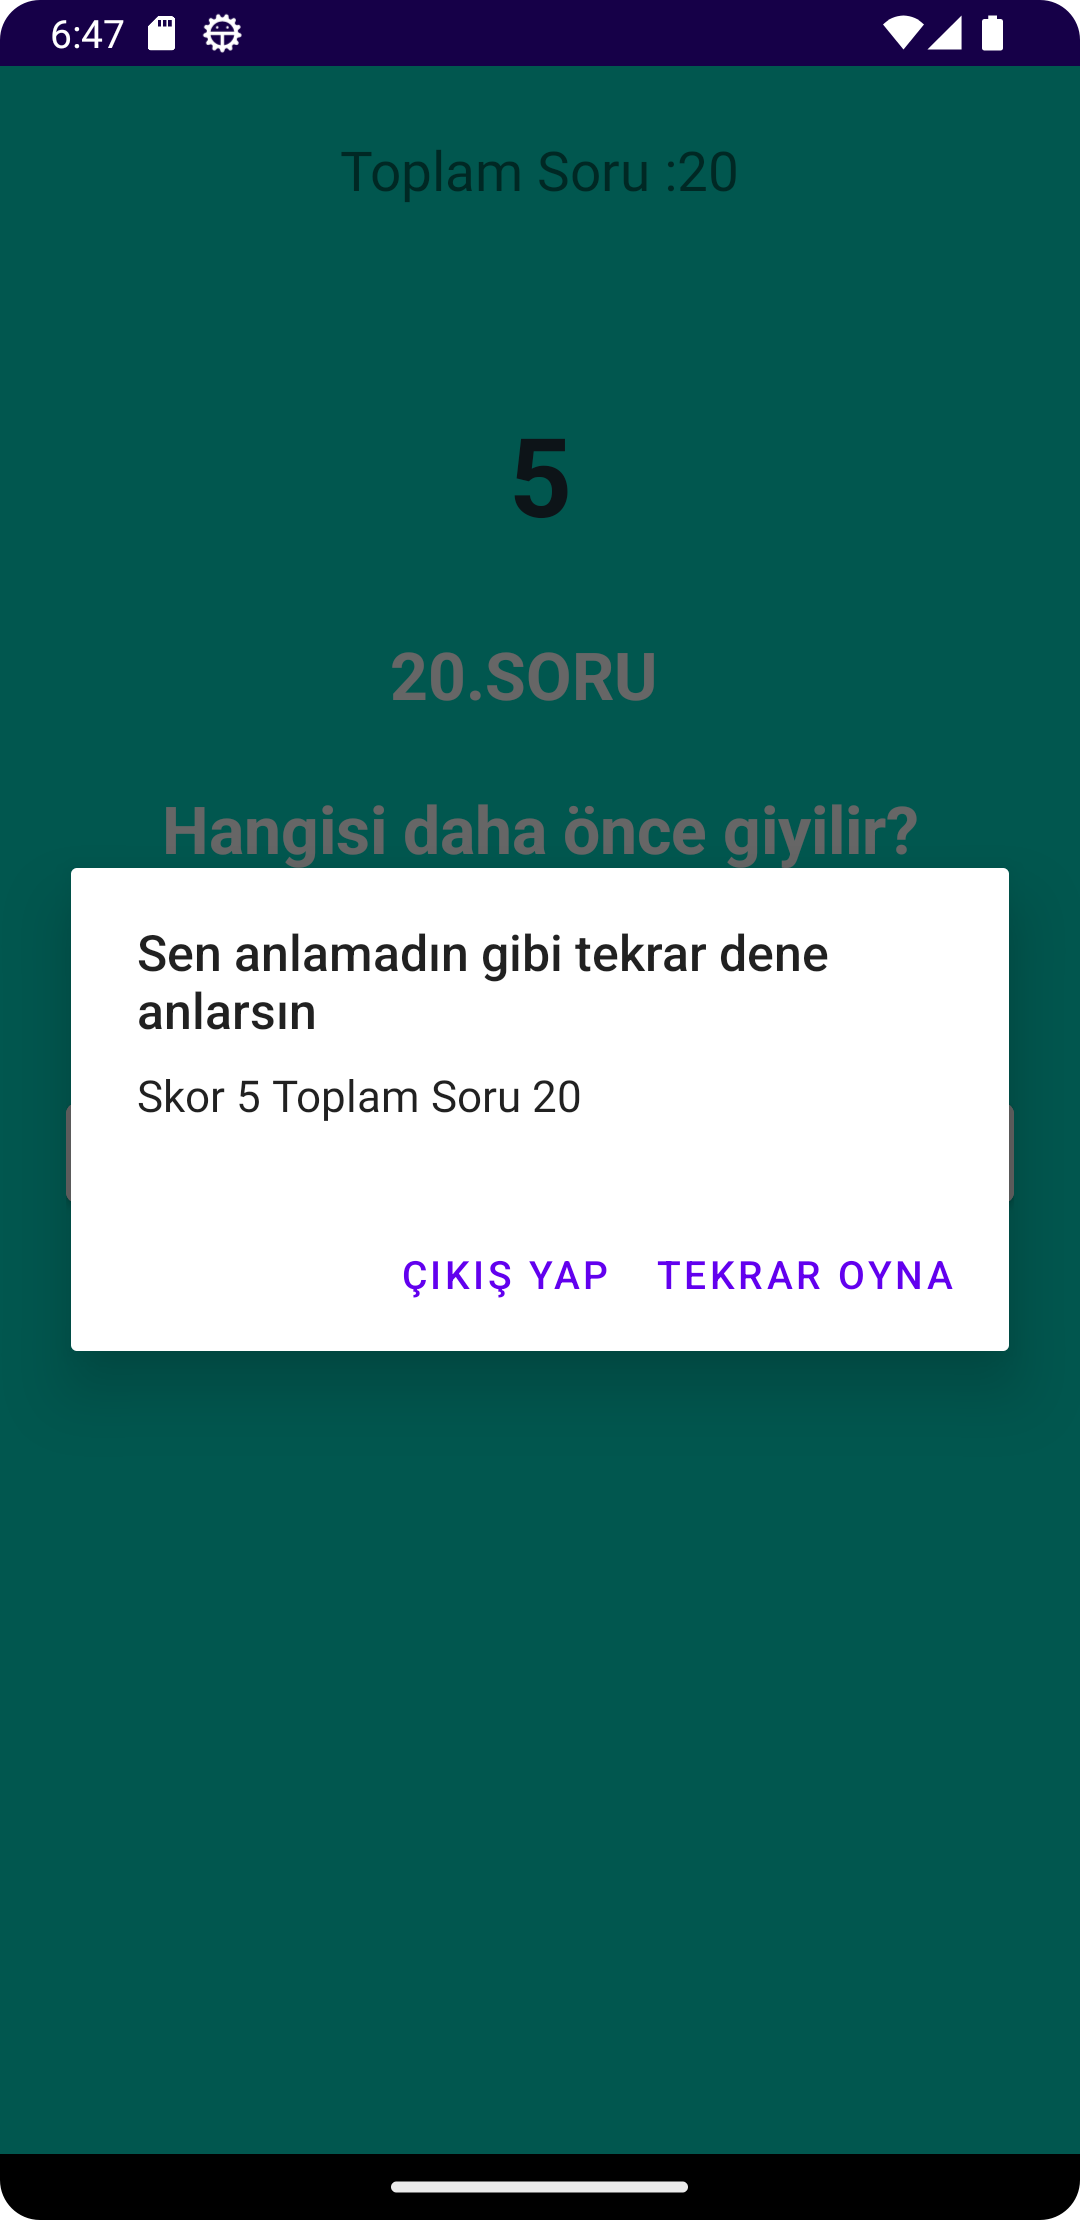 6:47
Toplam Soru :20
5
20.SORU
Hangisi daha önce giyilir?
Sen anlamadın gibi tekrar dene
anlarsın
Skor 5 Toplam Soru 20
ÇIKIŞ YAP TEKRAR OYNA